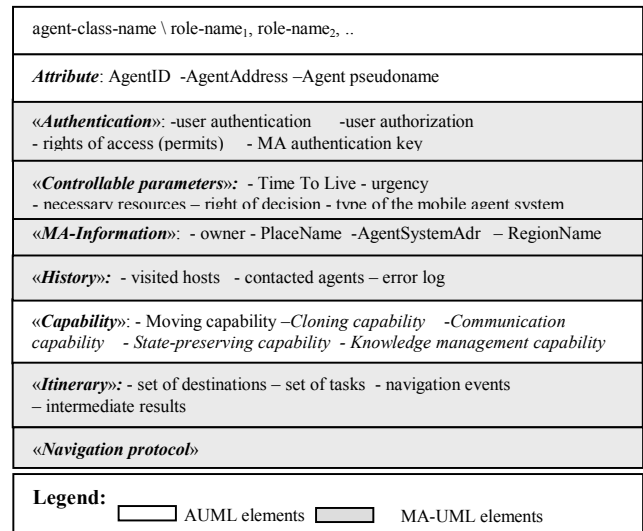 agent-class-name \ role-name1, role-name2, ..
Attribute: AgentID -AgentAddress –Agent pseudoname
«Authentication»: -user authentication -user authorization
- rights of access (permits) - MA authentication key
«Controllable parameters»: - Time To Live - urgency
- necessary resources – right of decision - type of the mobile agent system
«MA-Information»: - owner - PlaceName -AgentSystemAdr – RegionName
«History»: - visited hosts - contacted agents – error log
«Capability»: - Moving capability –Cloning capability -Communication
capability - State-preserving capability - Knowledge management capability
«Itinerary»: - set of destinations – set of tasks - navigation events
– intermediate results
«Navigation protocol»
Legend:
AUML elements MA-UML elements